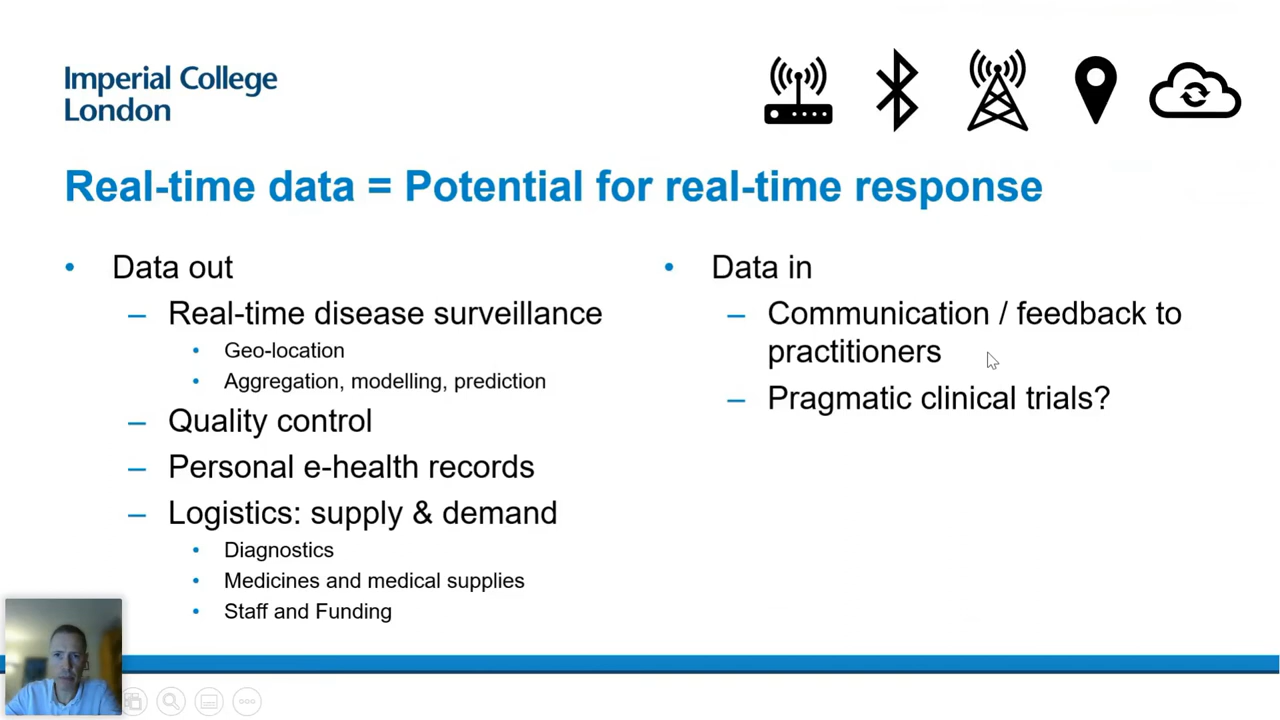 Imperial College
London
Real-time data = Potential for real-time response
• Data out
– Real-time disease surveillance
• Geo-location
• Aggregation, modelling, prediction
– Quality control
– Personal e-health records
– Logistics: supply & demand
• Diagnostics
• Medicines and medical supplies
• Staff and Funding
• Data in
– Communication / feedback to
practitioners
– Pragmatic clinical trials?